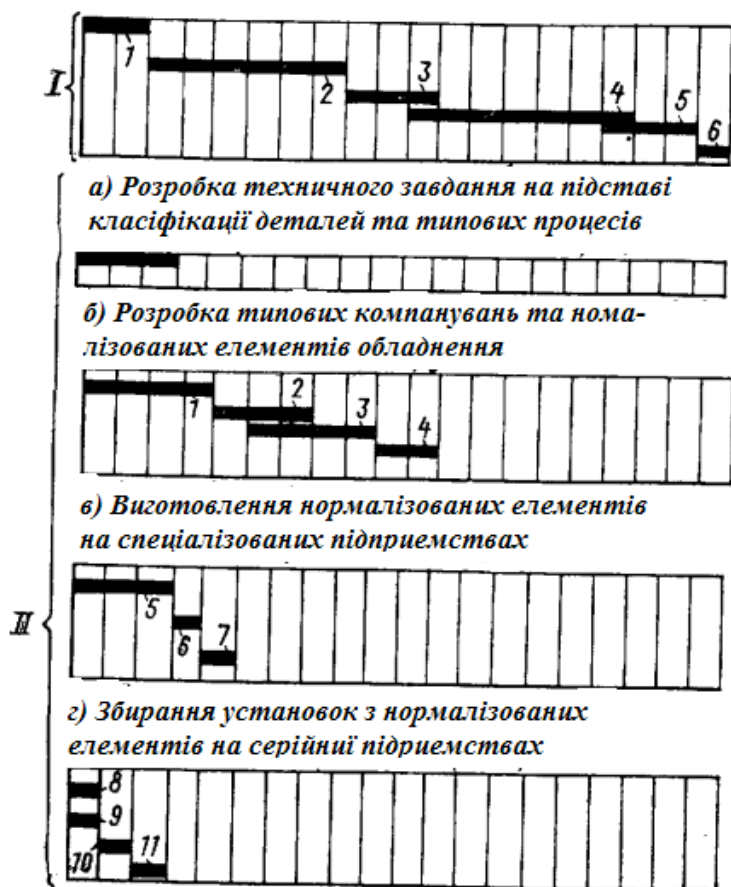 1
2
3
4
5
6
I
а) Розробка техничного завдання на підставі
класіфікації деталей та типових процесів
б) Розробка типових компанувань та нома-
лізованих елементів обладнення
1
2
3
4
в) Виготовлення нормалізованих елементів
на спеціалізованих підприемствах
II
5
6
7
г) Збирання установок з нормалізованих
елементів на серійниї підриемствах
8
9
10
11